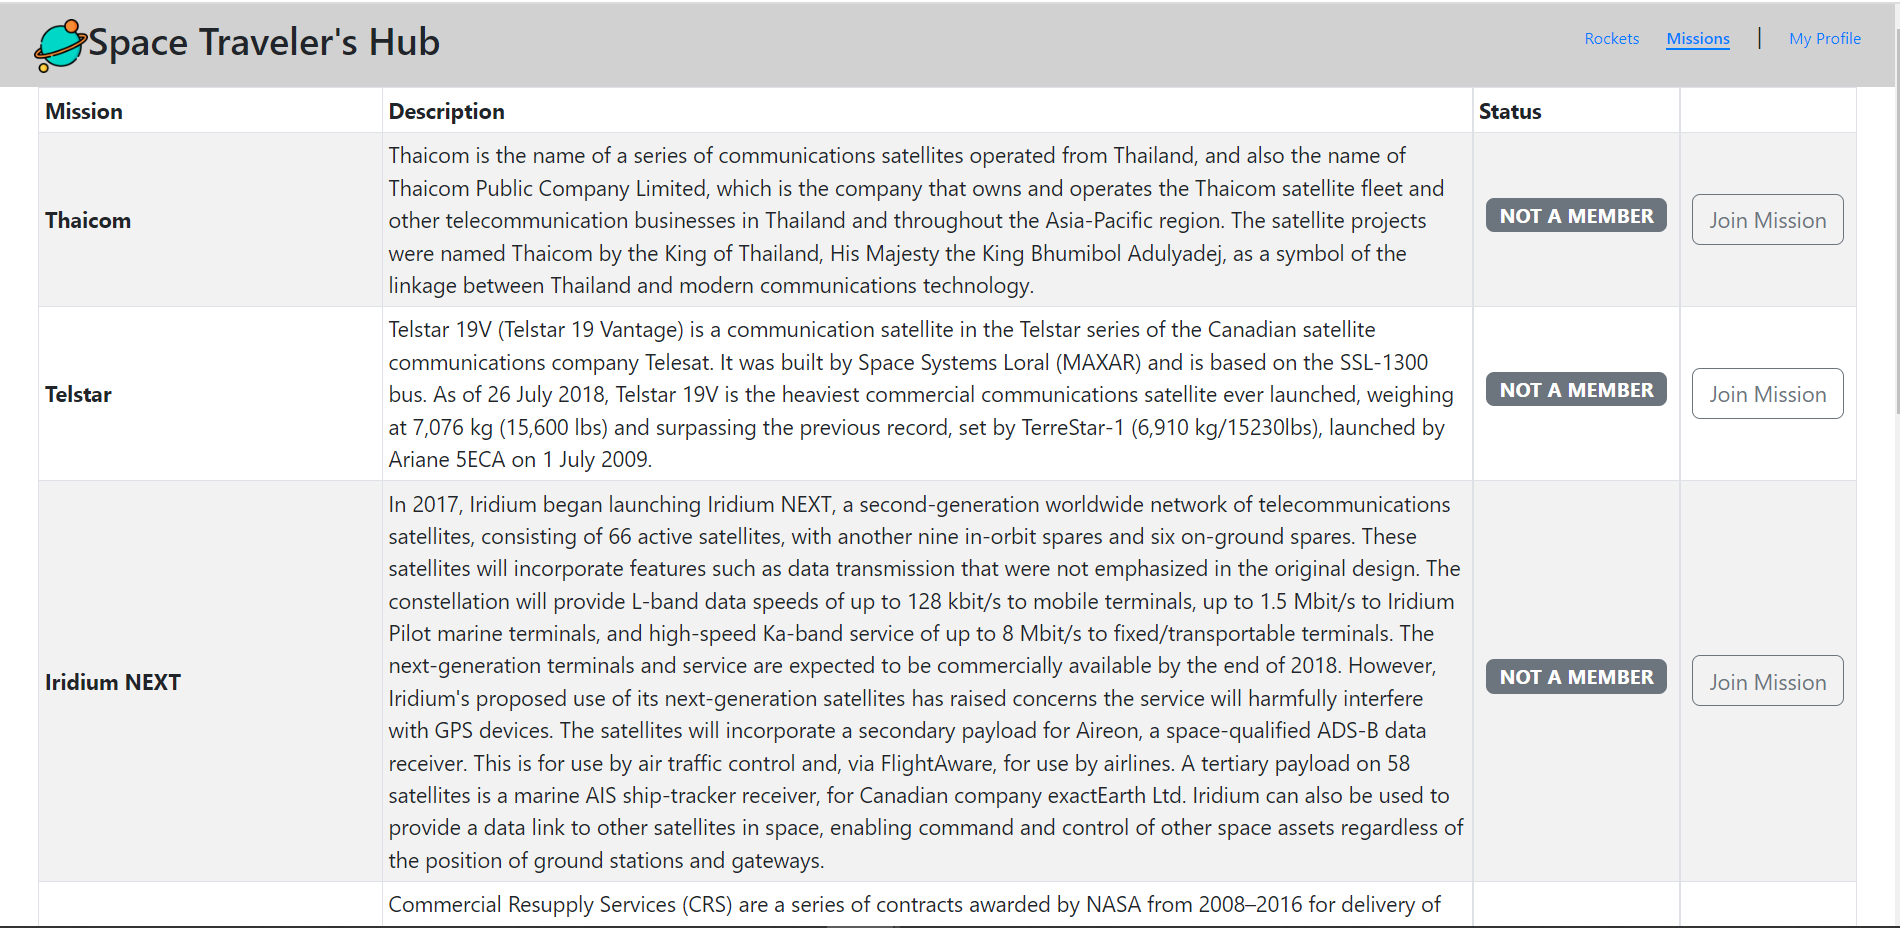 Space Traveler's Hub
Rockets Missions | My Profile
Mission Description Status
Thaicom
Thaicom is the name of a series of communications satellites operated from Thailand, and also the name of
Thaicom Public Company Limited, which is the company that owns and operates the Thaicom satellite fleet and
other telecommunication businesses in Thailand and throughout the Asia-Pacific region. The satellite projects
were named Thaicom by the King of Thailand, His Majesty the King Bhumibol Adulyadej, as a symbol of the
linkage between Thailand and modern communications technology.
NOT A MEMBER
Join Mission
Telstar
Telstar 19V (Telstar 19 Vantage) is a communication satellite in the Telstar series of the Canadian satellite
communications company Telesat. It was built by Space Systems Loral (MAXAR) and is based on the SSL-1300
bus. As of 26 July 2018, Telstar 19V is the heaviest commercial communications satellite ever launched, weighing
at 7,076 kg (15,600 lbs) and surpassing the previous record, set by TerreStar-1 (6,910 kg/15230lbs), launched by
Ariane 5ECA on 1 July 2009.
NOT A MEMBER
Join Mission
Iridium NEXT
In 2017, Iridium began launching Iridium NEXT, a second-generation worldwide network of telecommunications
satellites, consisting of 66 active satellites, with another nine in-orbit spares and six on-ground spares. These
satellites will incorporate features such as data transmission that were not emphasized in the original design. The
constellation will provide L-band data speeds of up to 128 kbit/s to mobile terminals, up to 1.5 Mbit/s to Iridium
Pilot marine terminals, and high-speed Ka-band service of up to 8 Mbit/s to fixed/transportable terminals. The
next-generation terminals and service are expected to be commercially available by the end of 2018. However,
Iridium's proposed use of its next-generation satellites has raised concerns the service will harmfully interfere
with GPS devices. The satellites will incorporate a secondary payload for Aireon, a space-qualified ADS-B data
receiver. This is for use by air traffic control and, via FlightAware, for use by airlines. A tertiary payload on 58
satellites is a marine AIS ship-tracker receiver, for Canadian company exactEarth Ltd. Iridium can also be used to
provide a data link to other satellites in space, enabling command and control of other space assets regardless of
the position of ground stations and gateways.
NOT A MEMBER
Join Mission
Commercial Resupply Services (CRS) are a series of contracts awarded by NASA from 2008–2016 for delivery of